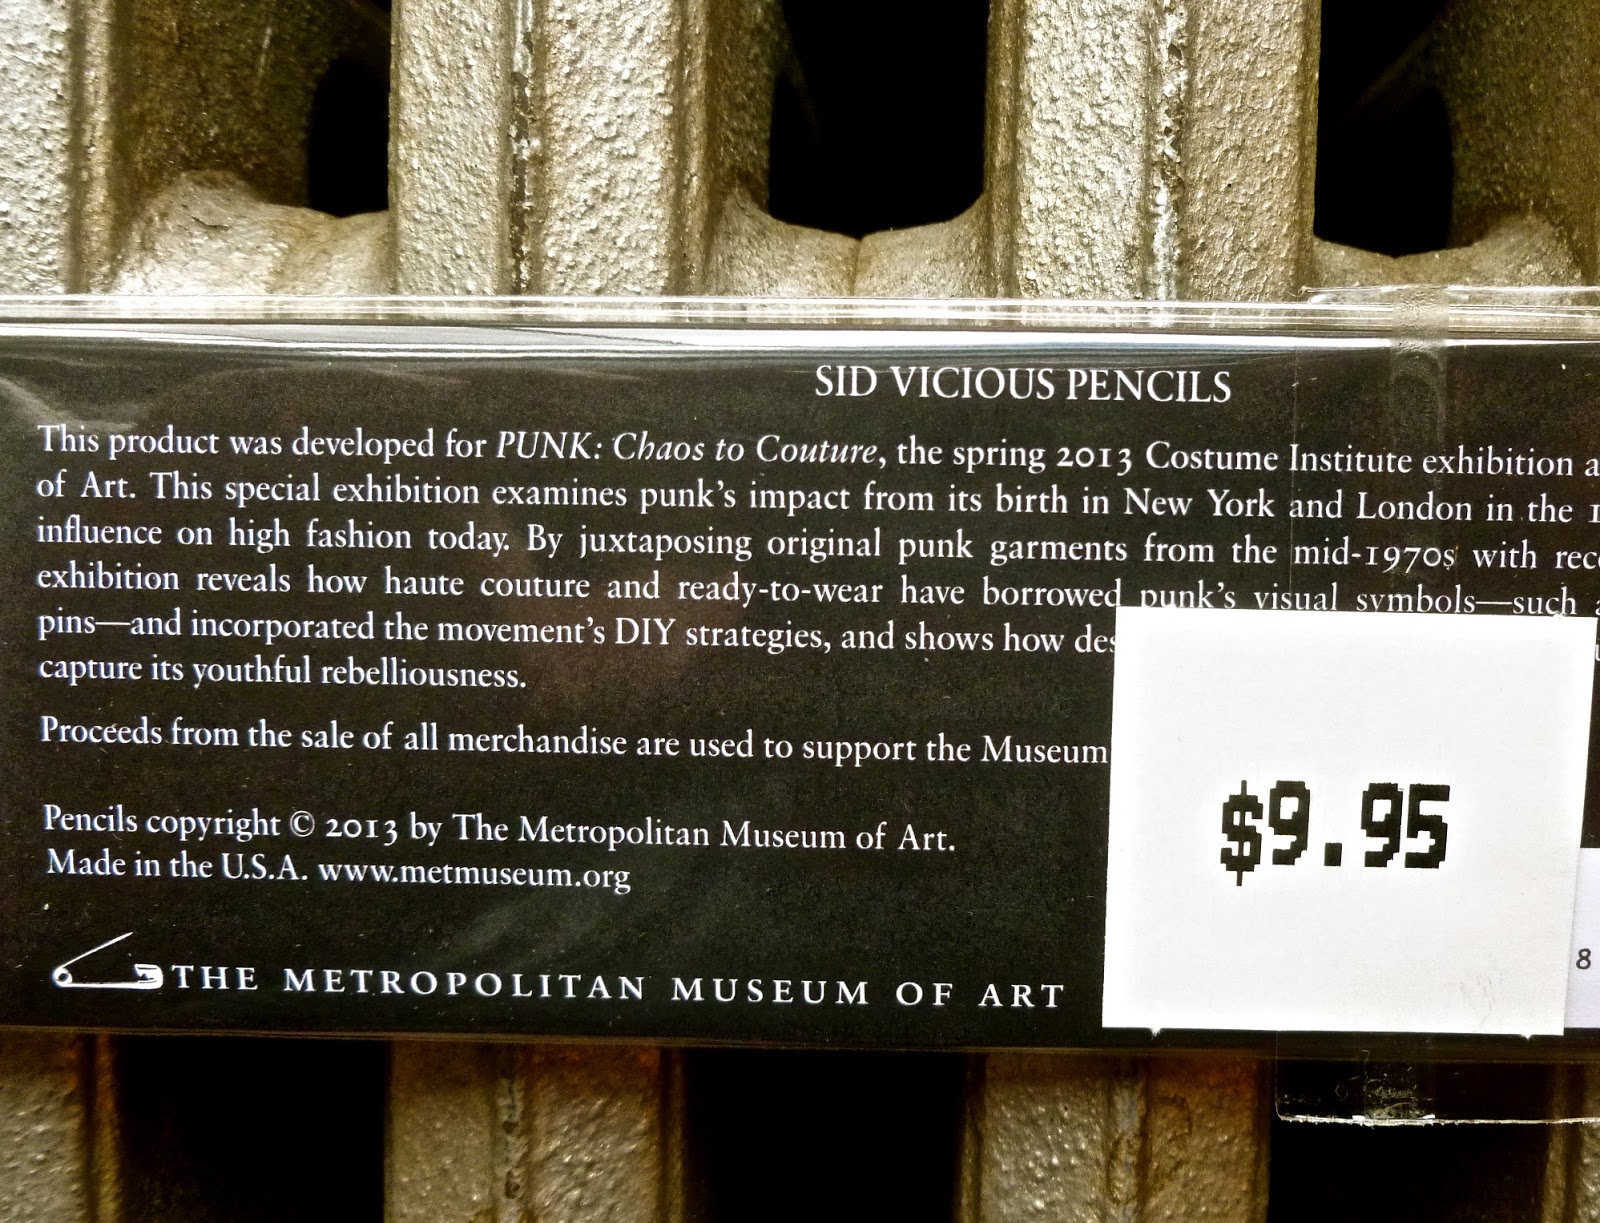 SID VICIOUS PENCILS
This product was developed for PUNK: Chaos to Couture, the spring 2013 Costume Institute exhibition
of Art. This special exhibition examines punk's impact from its birth in New York and London in the
influence on high fashion today. By juxtaposing original punk garments from the mid-1970s with
exhibition reveals how haute couture and ready-to-wear have borrowed punk's visual symbols—such
pins—and incorporated the movement's DIY strategies, and shows how
capture its youthful rebelliousness.
Proceeds from the sale of all merchandise are used to support the Museum
$9.95
Pencils copyright © 2013 by The Metropolitan Museum of Art.
Made in the U.S.A. www.metmuseum.org
8
THE METROPOLITAN MUSEUM OF ART